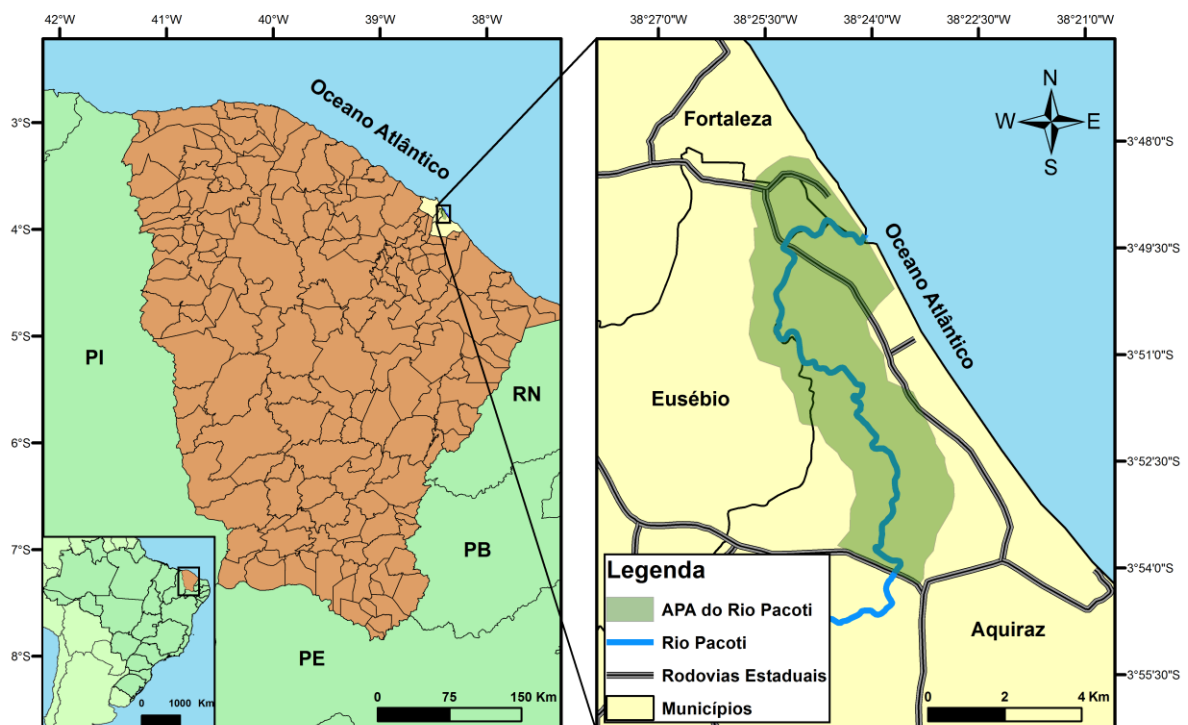 42°W
41°W
40°W
39°W
38°W
3°S
4°S
5°S
6°S
7°S
8°S
Oceano Atlântico
PI
RN
PB
PE
0 1000 Km
0 75 150 Km
38°27'0"W
38°25'30"W
38°24'0"W
38°22'30"W
38°21'0"W
Fortaleza
N
W E
S
3°48'0"S
3°49'30"S
3°51'0"S
3°52'30"S
3°54'0"S
3°55'30"S
Oceano Atlântico
Eusébio
Aquiraz
Legenda
APA do Rio Pacoti
Rio Pacoti
Rodovias Estaduais
Municípios
0 2 4 Km